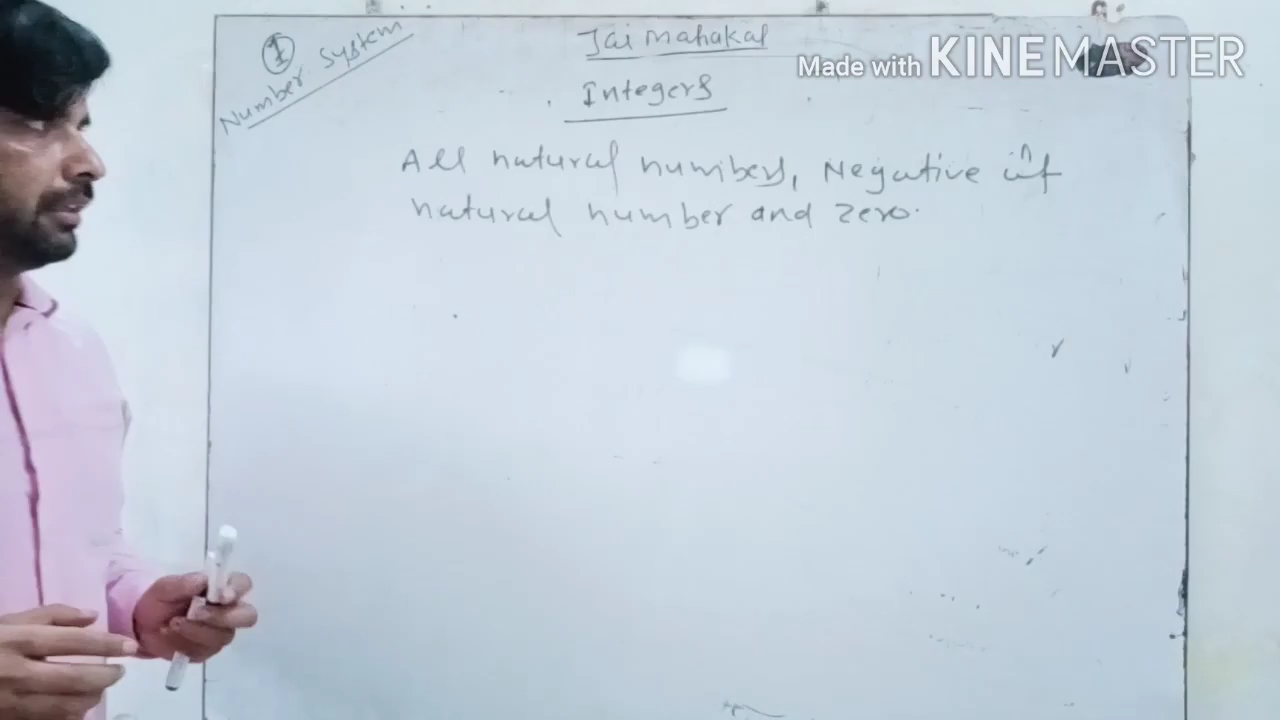 ① Number System
Jai Mahakal
Made with KINEMASTER
Integers
All natural numbers, Negative of
natural number and zero.